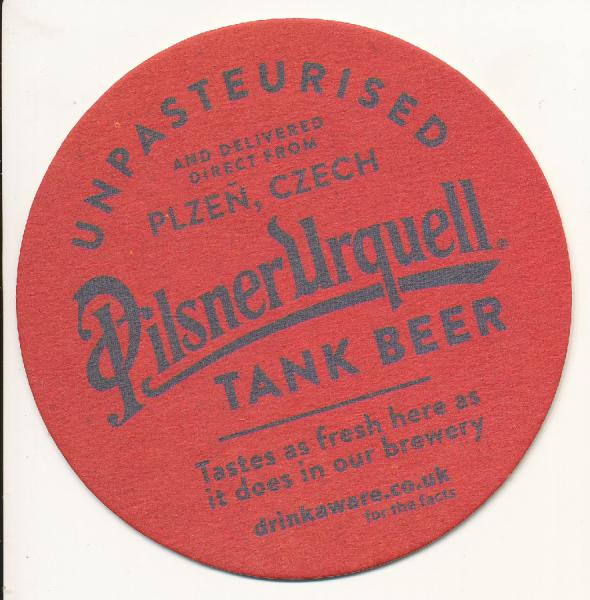 UNPASTEURISED
AND DELIVERED
DIRECT FROM
PLZEÑ, CZECH
Pilsner Urquell®
TANK BEER
Tastes as fresh here as
it does in our brewery
drinkaware.co.uk
for the facts